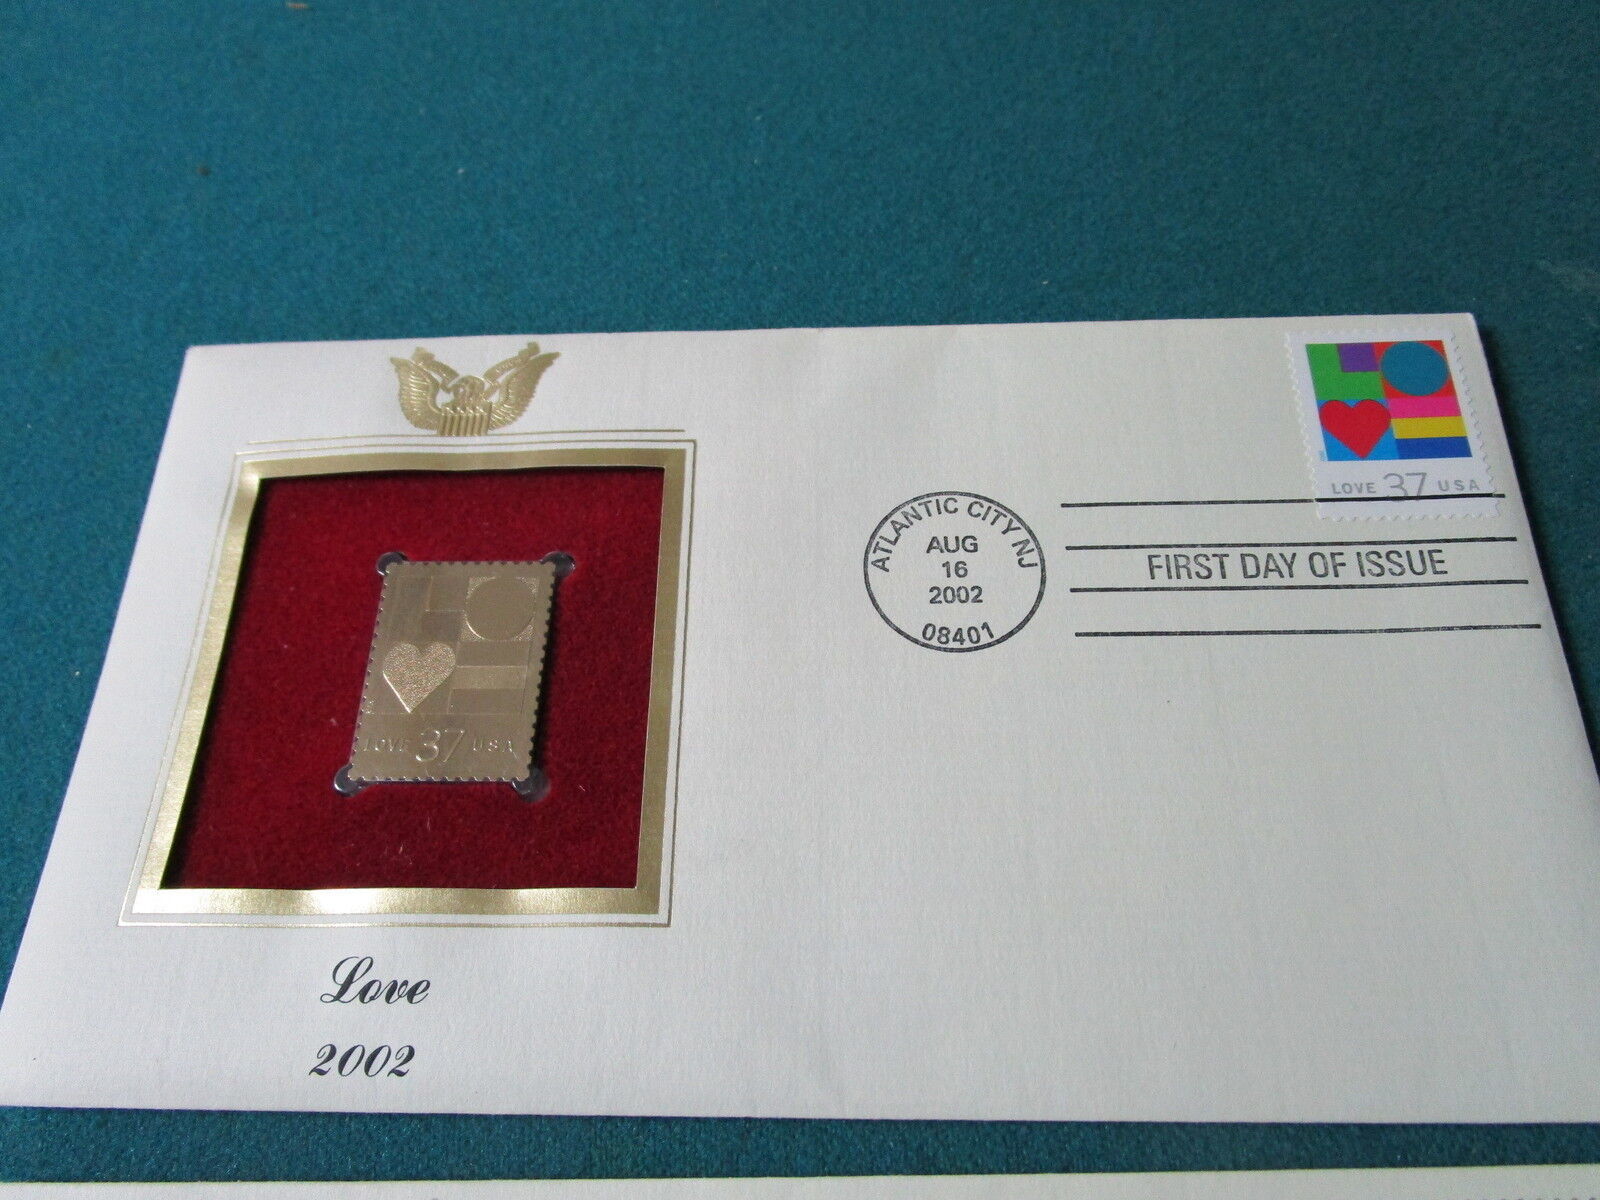 LOVE 37 USA
ATLANTIC CITY NJ
AUG
16
2002
08401
FIRST DAY OF ISSUE
LOVE 37 USA
Love
2002